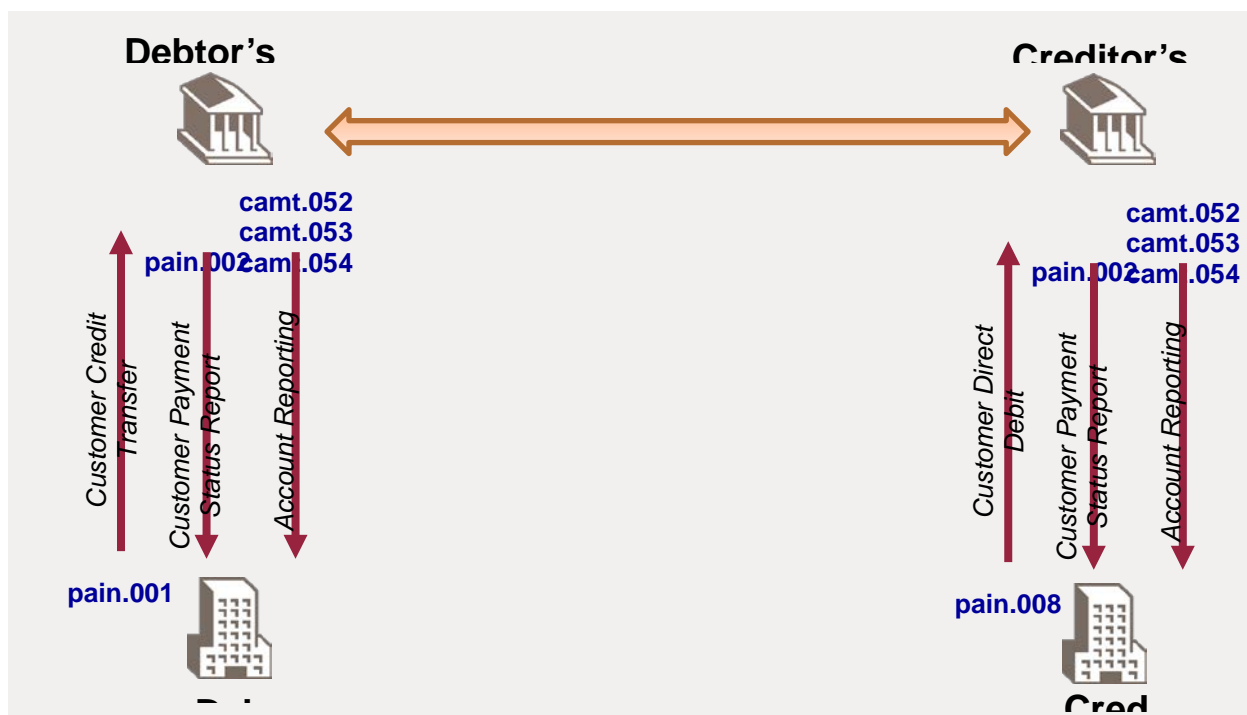 Debtor’s
Creditor’s
camt.052
camt.053
camt.054
pain.002
Customer Credit
Transfer
Customer Payment
Status Report
Account Reporting
pain.001
camt.052
camt.053
camt.054
pain.002
Customer Direct
Debit
Customer Payment
Status Report
Account Reporting
pain.008
Cred